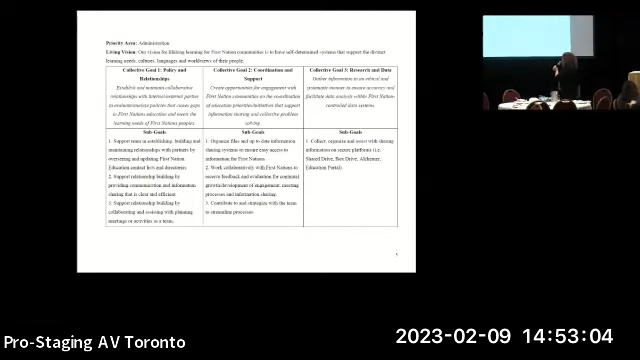 Priority Area: Administration
Living Vision: Our vision for lifelong learning for First Nation communities is to have self-determined systems that support the distinct
learning needs, cultures, languages and worldviews of their people.
Collective Goal 1: Policy and
Relationships
Establish and maintain collaborative
relationships with internal/external parties
to evaluate/initiate policies that cause gaps
in First Nations education and meets the
learning needs of First Nations peoples.
Collective Goal 2: Coordination and
Support
Create opportunities for engagement with
First Nation communities on the coordination
of education priorities/initiatives that support
information sharing and collective problem
solving.
Collective Goal 3: Research and Data
Gather information in an ethical and
systematic manner to ensure accuracy and
facilitate data analysis within First Nation-
controlled data systems.
Sub-Goals
1. Support team in establishing, building and
maintaining relationships with partners by
overseeing and updating First Nation
Education contact lists and directories.
2. Support relationship building by
providing communication and information
sharing that is clear and efficient.
3. Support relationship building by
collaborating and assisting with planning
meetings or activities as a team.
Sub-Goals
1. Organize files and up-to-date information
sharing systems to ensure easy access to
information for First Nations.
2. Work collaboratively with First Nations to
receive feedback and evaluation for continual
growth/development of engagement, meeting
processes and information sharing.
3. Contribute to and strategize with the team
to streamline processes.
Sub-Goals
1. Collect, organize and assist with sharing
information on secure platforms (i.e.
Shared Drive, Box Drive, Alchemer,
Education Portal).
Pro-Staging AV Toronto
2023-02-09 14:53:04